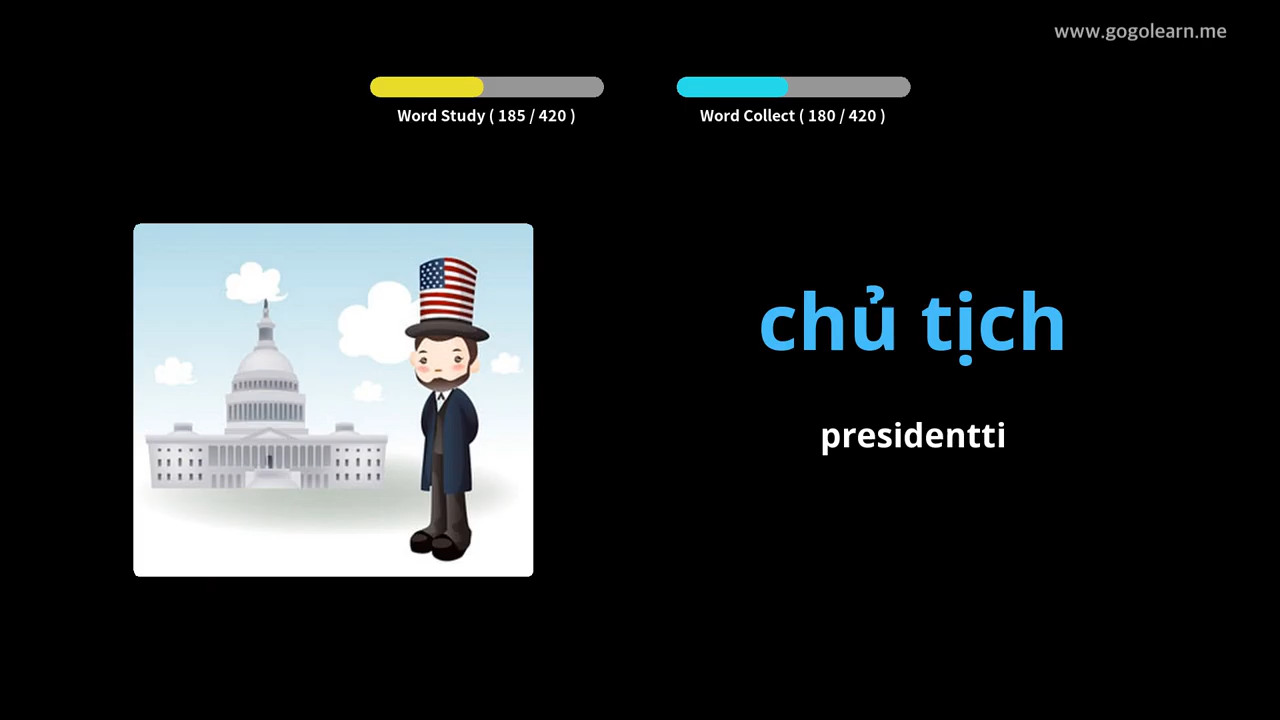 www.gogolearn.me
Word Study ( 185 / 420 )
Word Collect ( 180 / 420 )
chủ tịch
presidentti